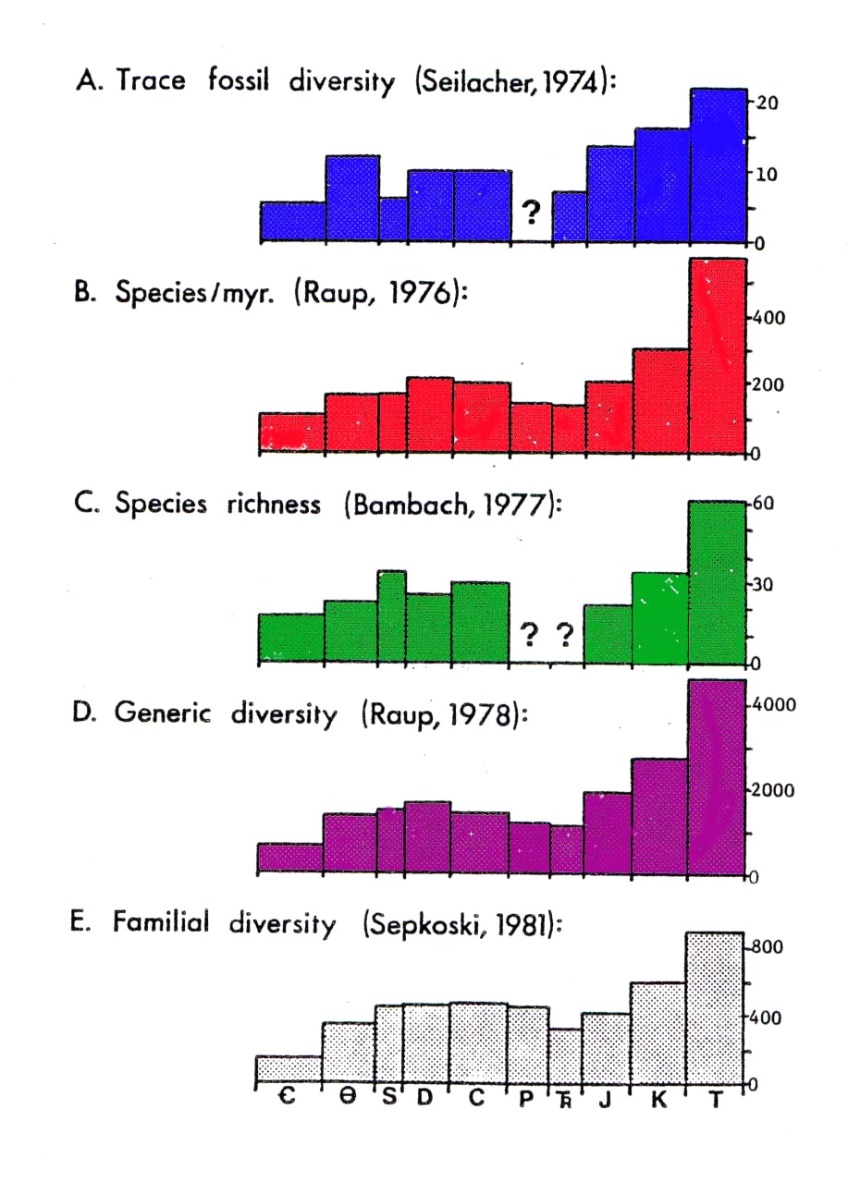 A. Trace fossil diversity (Seilacher, 1974):
20
10
?
0
B. Species/myr. (Raup, 1976):
400
200
0
C. Species richness (Bambach, 1977):
60
30
? ?
0
D. Generic diversity (Raup, 1978):
4000
2000
0
E. Familial diversity (Sepkoski, 1981):
800
400
0
Є Ɵ S D C P Ћ J K T